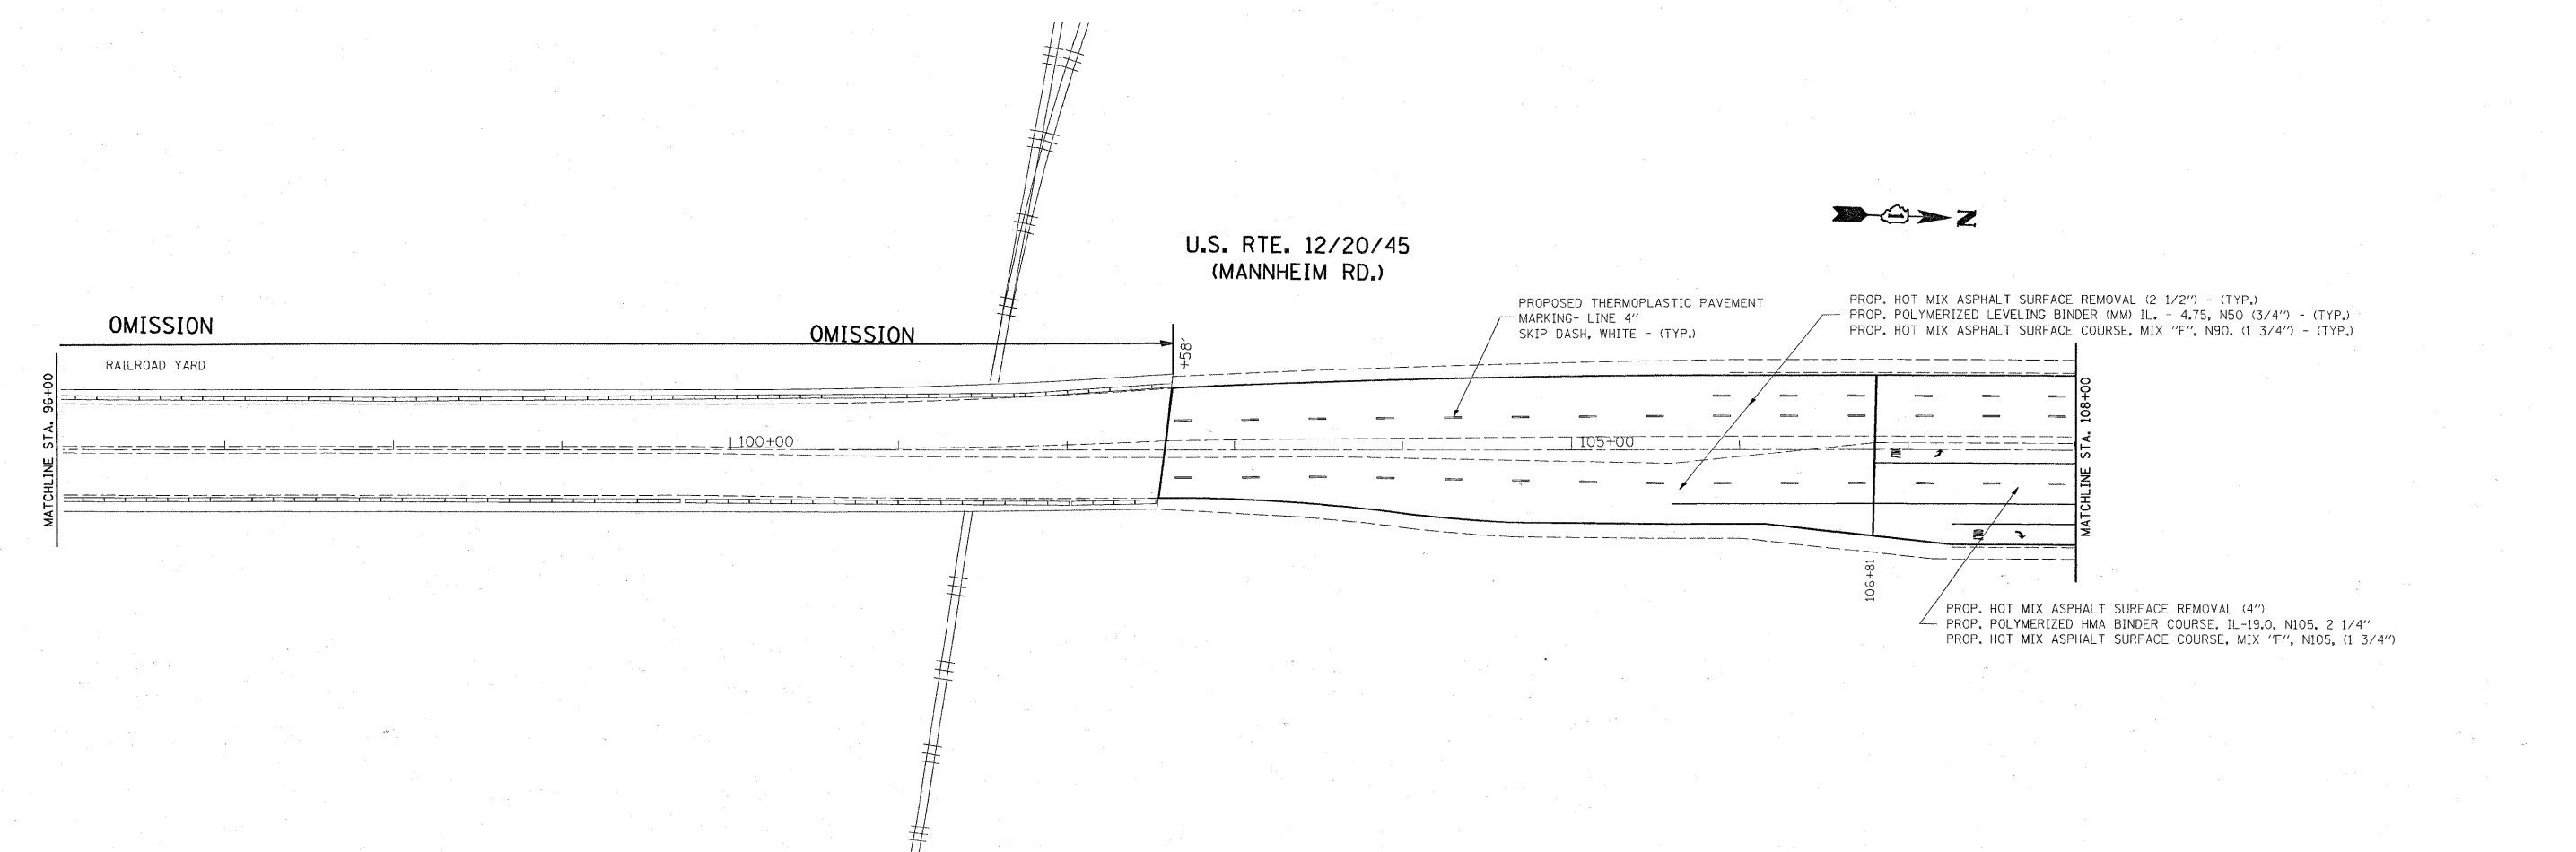 N
U.S. RTE. 12/20/45
(MANNHEIM RD.)
PROPOSED THERMOPLASTIC PAVEMENT
MARKING- LINE 4"
SKIP DASH, WHITE - (TYP.)
PROP. HOT MIX ASPHALT SURFACE REMOVAL (2 1/2") - (TYP.)
PROP. POLYMERIZED LEVELING BINDER (MM) IL. - 4.75, N50 (3/4") - (TYP.)
PROP. HOT MIX ASPHALT SURFACE COURSE, MIX "F", N90, (1 3/4") - (TYP.)
OMISSION
OMISSION
+58'
RAILROAD YARD
MATCHLINE STA. 96+00
100+00
105+00
MATCHLINE STA. 108+00
106+81
PROP. HOT MIX ASPHALT SURFACE REMOVAL (4")
PROP. POLYMERIZED HMA BINDER COURSE, IL-19.0, N105, 2 1/4"
PROP. HOT MIX ASPHALT SURFACE COURSE, MIX "F", N105, (1 3/4")